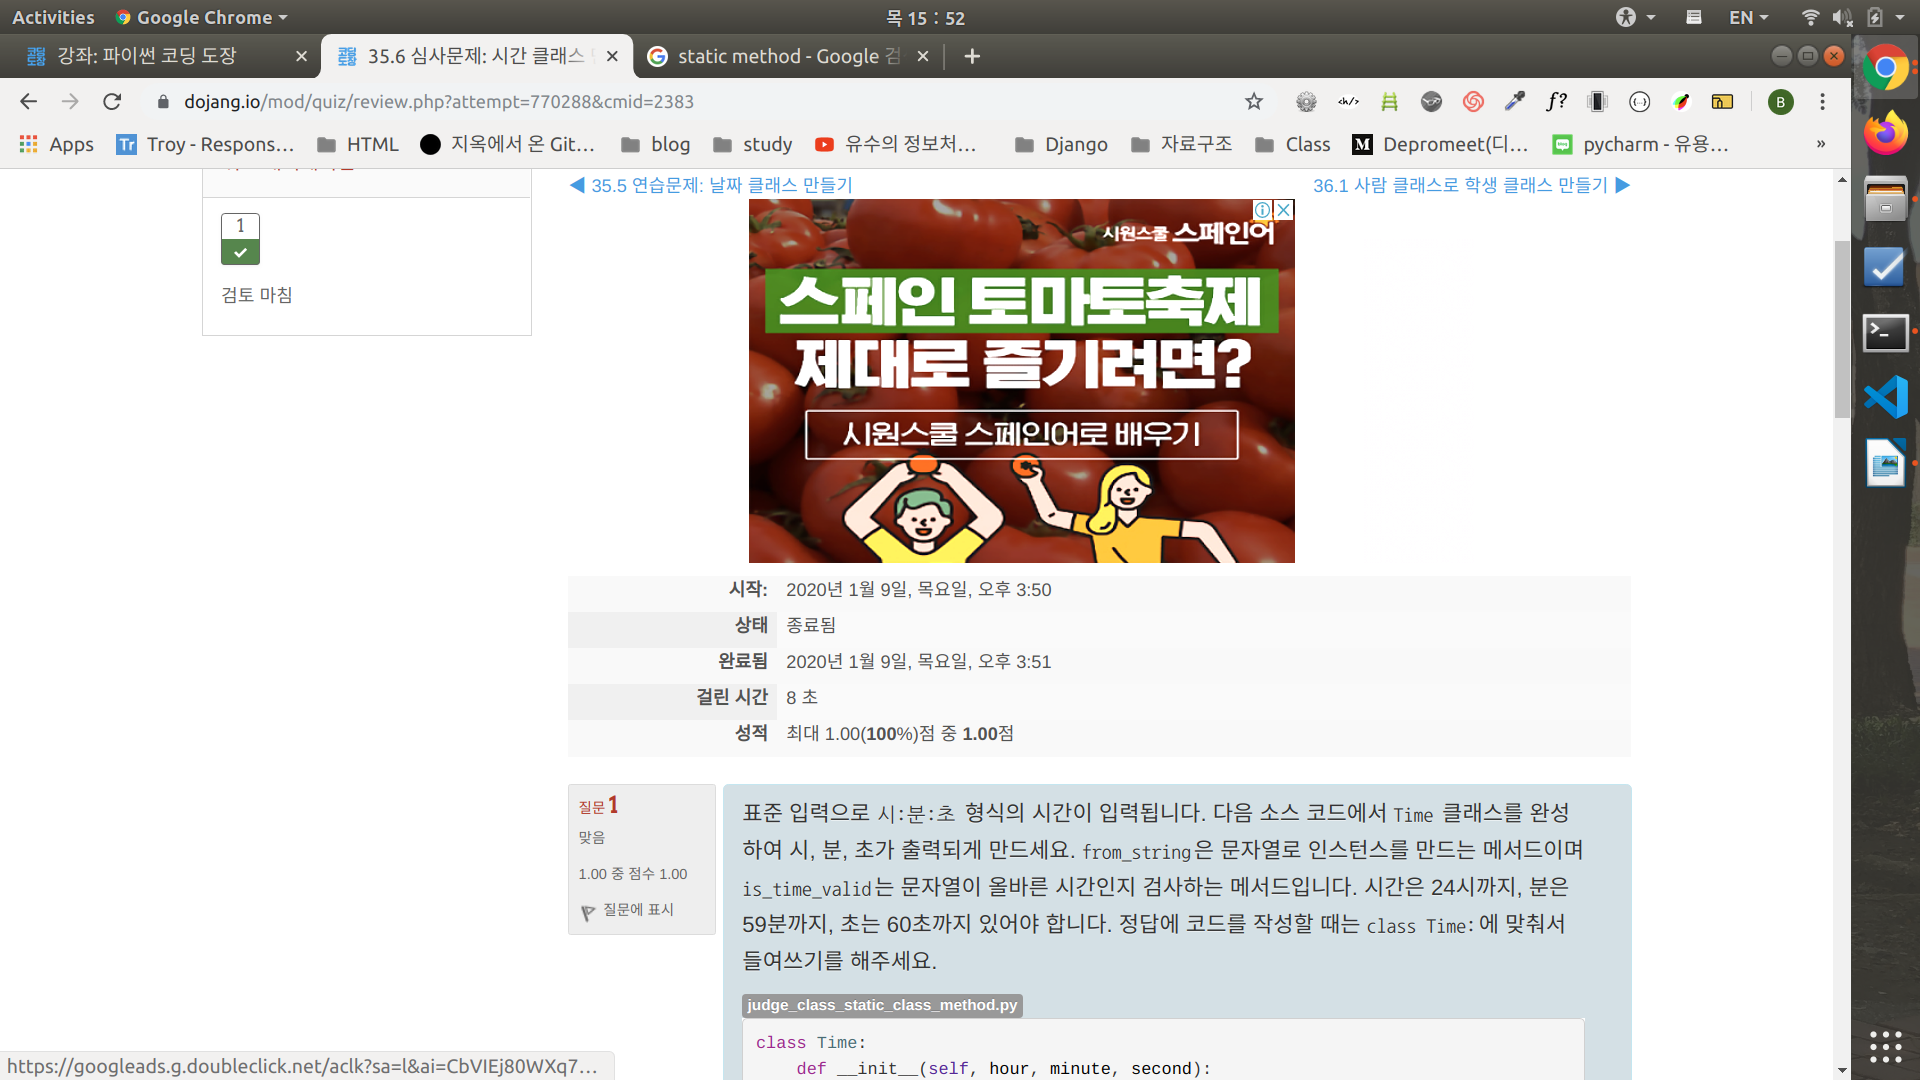 Activities
Google Chrome
목 15 : 52
EN
강좌: 파이썬 코딩 도장
35.6 심사문제: 시간 클래스
static method - Google 검
dojang.io/mod/quiz/review.php?attempt=770288&cmid=2383
B
Apps
Tr Troy - Respons...
HTML
지옥에서 온 Git...
blog
study
유수의 정보처...
Django
자료구조
Class
M Depromeet(디...
pycharm - 유용...
»
◀ 35.5 연습문제: 날짜 클래스 만들기
36.1 사람 클래스로 학생 클래스 만들기 ▶
1
검토 마침
시원스쿨 스페인어
스페인 토마토축제
제대로 즐기려면?
시원스쿨 스페인어로 배우기
시작: 2020년 1월 9일, 목요일, 오후 3:50
상태 종료됨
완료됨 2020년 1월 9일, 목요일, 오후 3:51
걸린 시간 8 초
성적 최대 1.00(100%)점 중 1.00점
질문 1
맞음
1.00 중 점수 1.00
질문에 표시
표준 입력으로 시:분:초 형식의 시간이 입력됩니다. 다음 소스 코드에서 Time 클래스를 완성
하여 시, 분, 초가 출력되게 만드세요. from_string은 문자열로 인스턴스를 만드는 메서드이며
is_time_valid는 문자열이 올바른 시간인지 검사하는 메서드입니다. 시간은 24시까지, 분은
59분까지, 초는 60초까지 있어야 합니다. 정답에 코드를 작성할 때는 class Time:에 맞춰서
들여쓰기를 해주세요.
judge_class_static_class_method.py
class Time:
def __init__(self, hour, minute, second):
https://googleads.g.doubleclick.net/aclk?sa=l&ai=CbVIEj80WXq7...